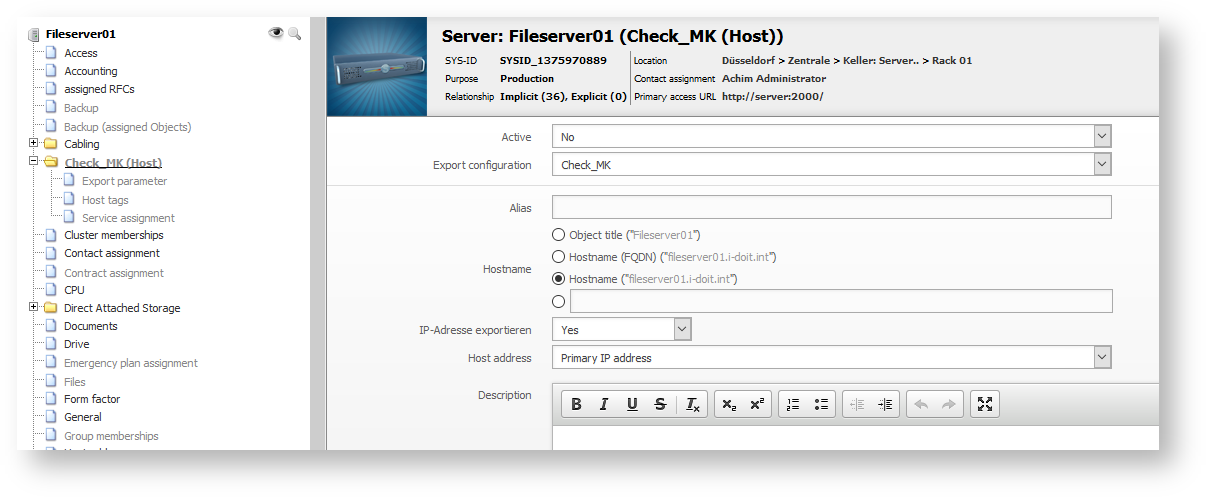 Fileserver01
Access
Accounting
assigned RFCs
Backup
Backup (assigned Objects)
Cabling
Check_MK (Host)
Export parameter
Host tags
Service assignment
Cluster memberships
Contact assignment
Contract assignment
CPU
Direct Attached Storage
Documents
Drive
Emergency plan assignment
Files
Form factor
General
Group memberships
Server: Fileserver01 (Check_MK (Host))
SYS-ID SYSID_1375970889 Location Düsseldorf > Zentrale > Keller: Server.. > Rack 01
Purpose Production Contact assignment Achim Administrator
Relationship Implicit (36), Explicit (0) Primary access URL http://server:2000/
Active No
Export configuration Check_MK
Alias
Object title ("Fileserver01")
Hostname (FQDN) ("fileserver01.i-doit.int")
Hostname
Hostname ("fileserver01.i-doit.int")
IP-Adresse exportieren Yes
Host address Primary IP address
Description
B I U S Tx x2 x²